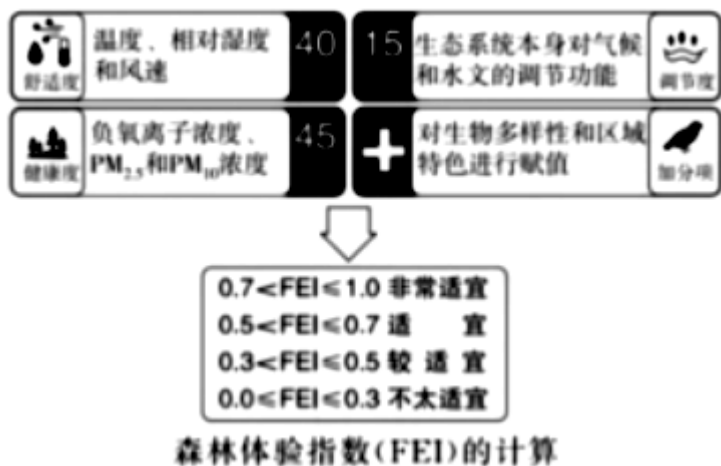 舒适度
温度、相对湿度
和风速
40
15
生态系统本身对气候
和水文的调节功能
调节度
健康度
负氧离子浓度、
PM2.5和PM10浓度
45
+
对生物多样性和区域
特色进行赋值
加分项
0.7<FEI≤1.0 非常适宜
0.5<FEI≤0.7 适 宜
0.3<FEI≤0.5 较 适 宜
0.0≤FEI≤0.3 不太适宜
森林体验指数(FEI)的计算